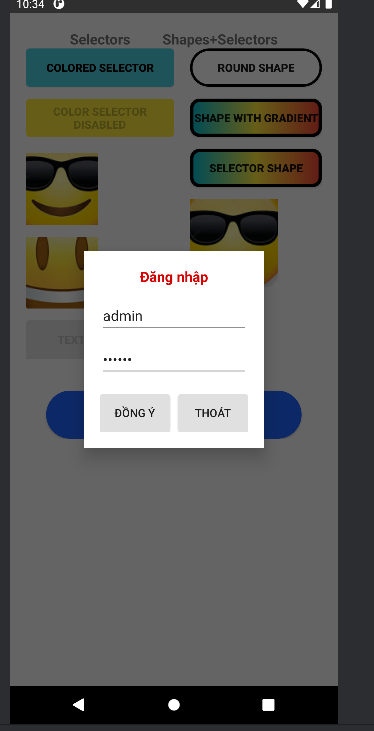 10:34
Selectors
Shapes+Selectors
COLORED SELECTOR
ROUND SHAPE
COLOR SELECTOR
DISABLED
SHAPE WITH GRADIENT
SELECTOR SHAPE
TEXT
Đăng nhập
admin
••••••
ĐỒNG Ý
THOÁT